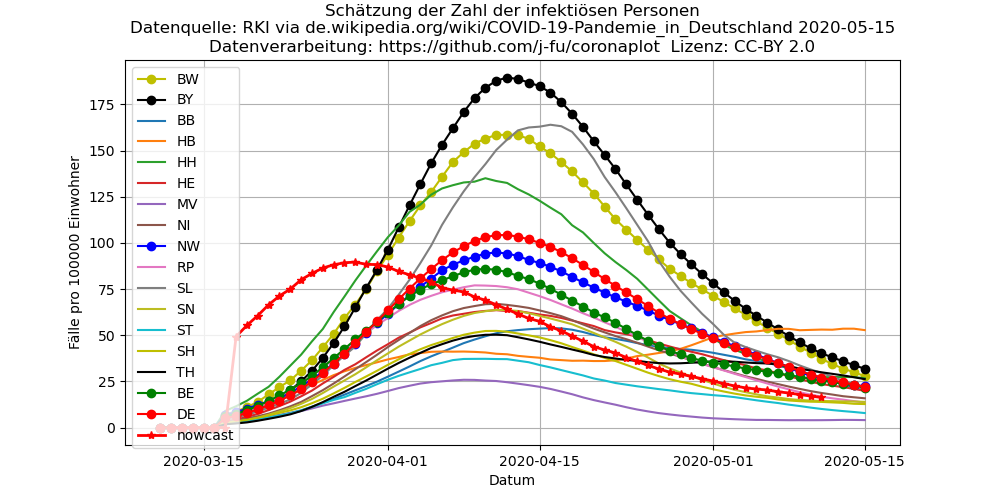 Schätzung der Zahl der infektiösen Personen
Datenquelle: RKI via de.wikipedia.org/wiki/COVID-19-Pandemie_in_Deutschland 2020-05-15
Datenverarbeitung: https://github.com/j-fu/coronaplot Lizenz: CC-BY 2.0
Fälle pro 100000 Einwohner
175
150
125
100
75
50
25
0
BW
BY
BB
HB
HH
HE
MV
NI
NW
RP
SL
SN
ST
SH
TH
BE
DE
nowcast
2020-03-15
2020-04-01
2020-04-15
2020-05-01
2020-05-15
Datum